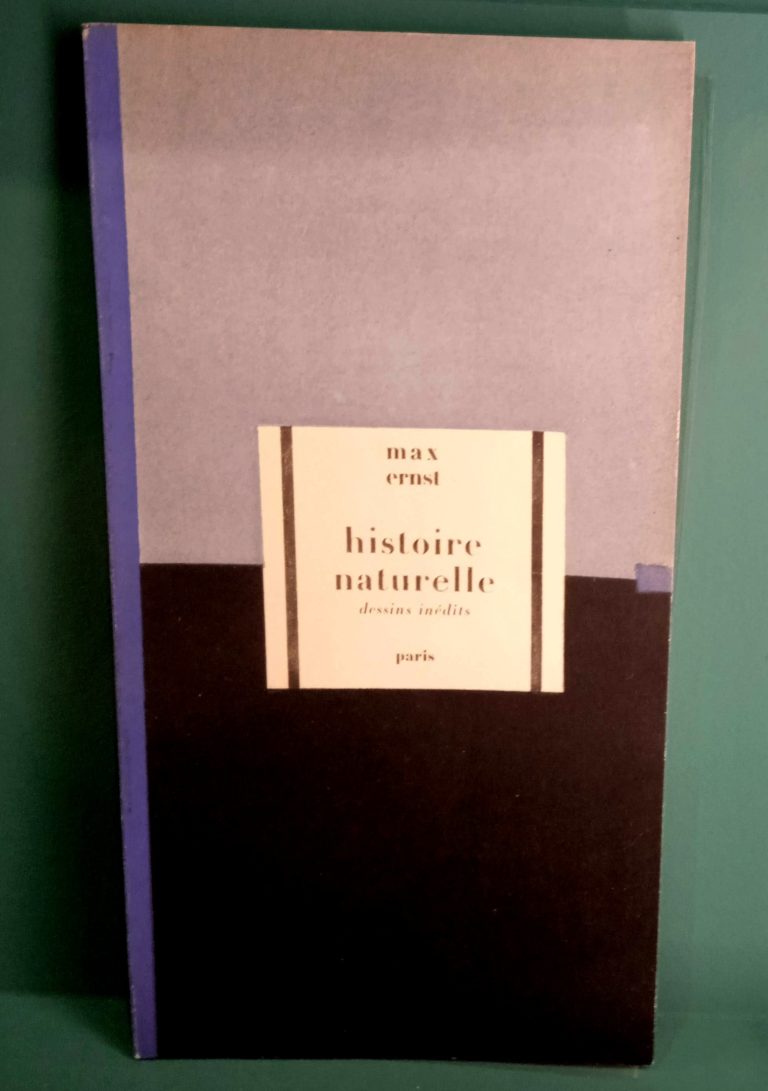 max
ernst
histoire
naturelle
dessins inédits
paris